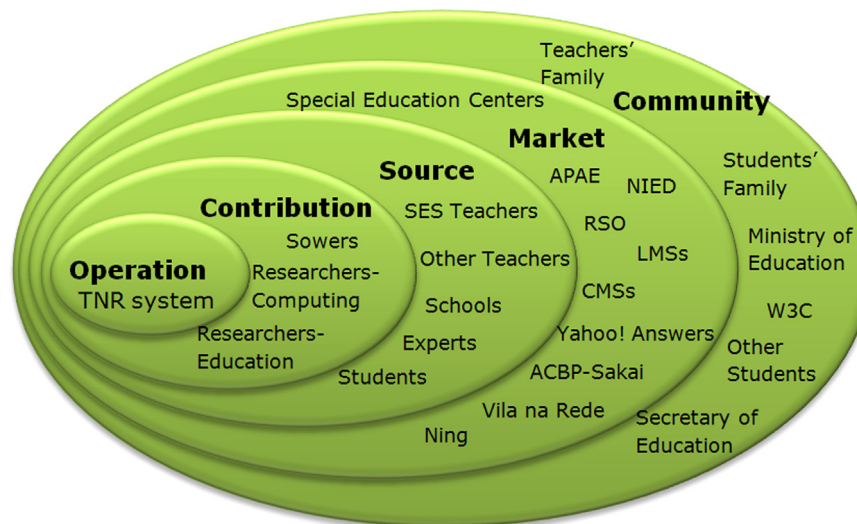 Teachers'
Family
Special Education Centers
Community
Market
Source
Contribution
Operation
TNR system
Sowers
Researchers-
Computing
Researchers-
Education
SES Teachers
Other Teachers
Schools
Experts
Students
APAE
NIED
RSO
LMSs
CMSs
Yahoo! Answers
ACBP-Sakai
Vila na Rede
Ning
Students'
Family
Ministry of
Education
W3C
Other
Students
Secretary of
Education